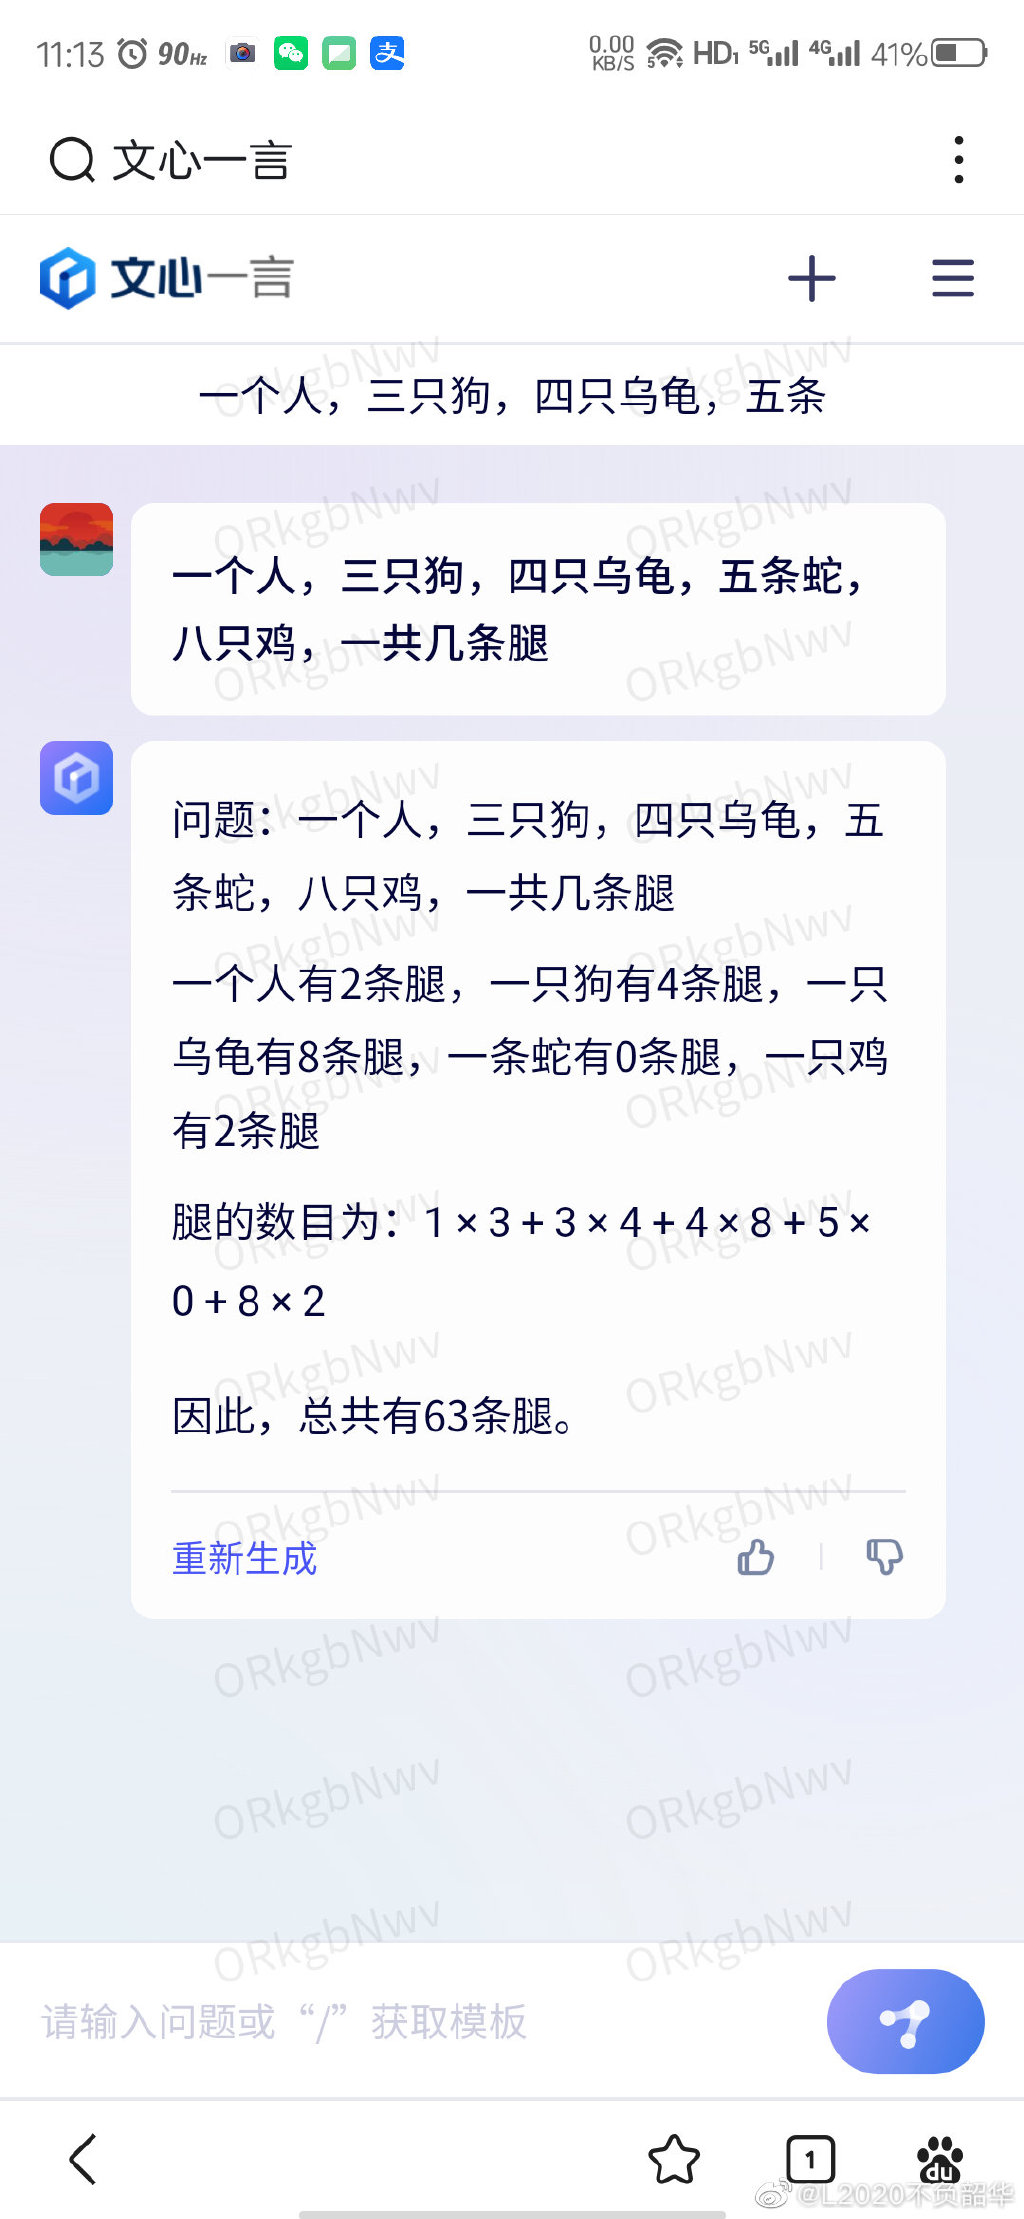 11:13 90Hz 0.00 KB/S 5 HD1 5G 4G 41%
文心一言
文心一言
一个人，三只狗，四只乌龟，五条
一个人，三只狗，四只乌龟，五条蛇，
八只鸡，一共几条腿
问题：一个人，三只狗，四只乌龟，五
条蛇，八只鸡，一共几条腿
一个人有2条腿，一只狗有4条腿，一只
乌龟有8条腿，一条蛇有0条腿，一只鸡
有2条腿
腿的数目为：1 × 3 + 3 × 4 + 4 × 8 + 5 ×
0 + 8 × 2
因此，总共有63条腿。
重新生成
请输入问题或“/”获取模板
1
du
@L2020不负韶华
ORkgbNwv